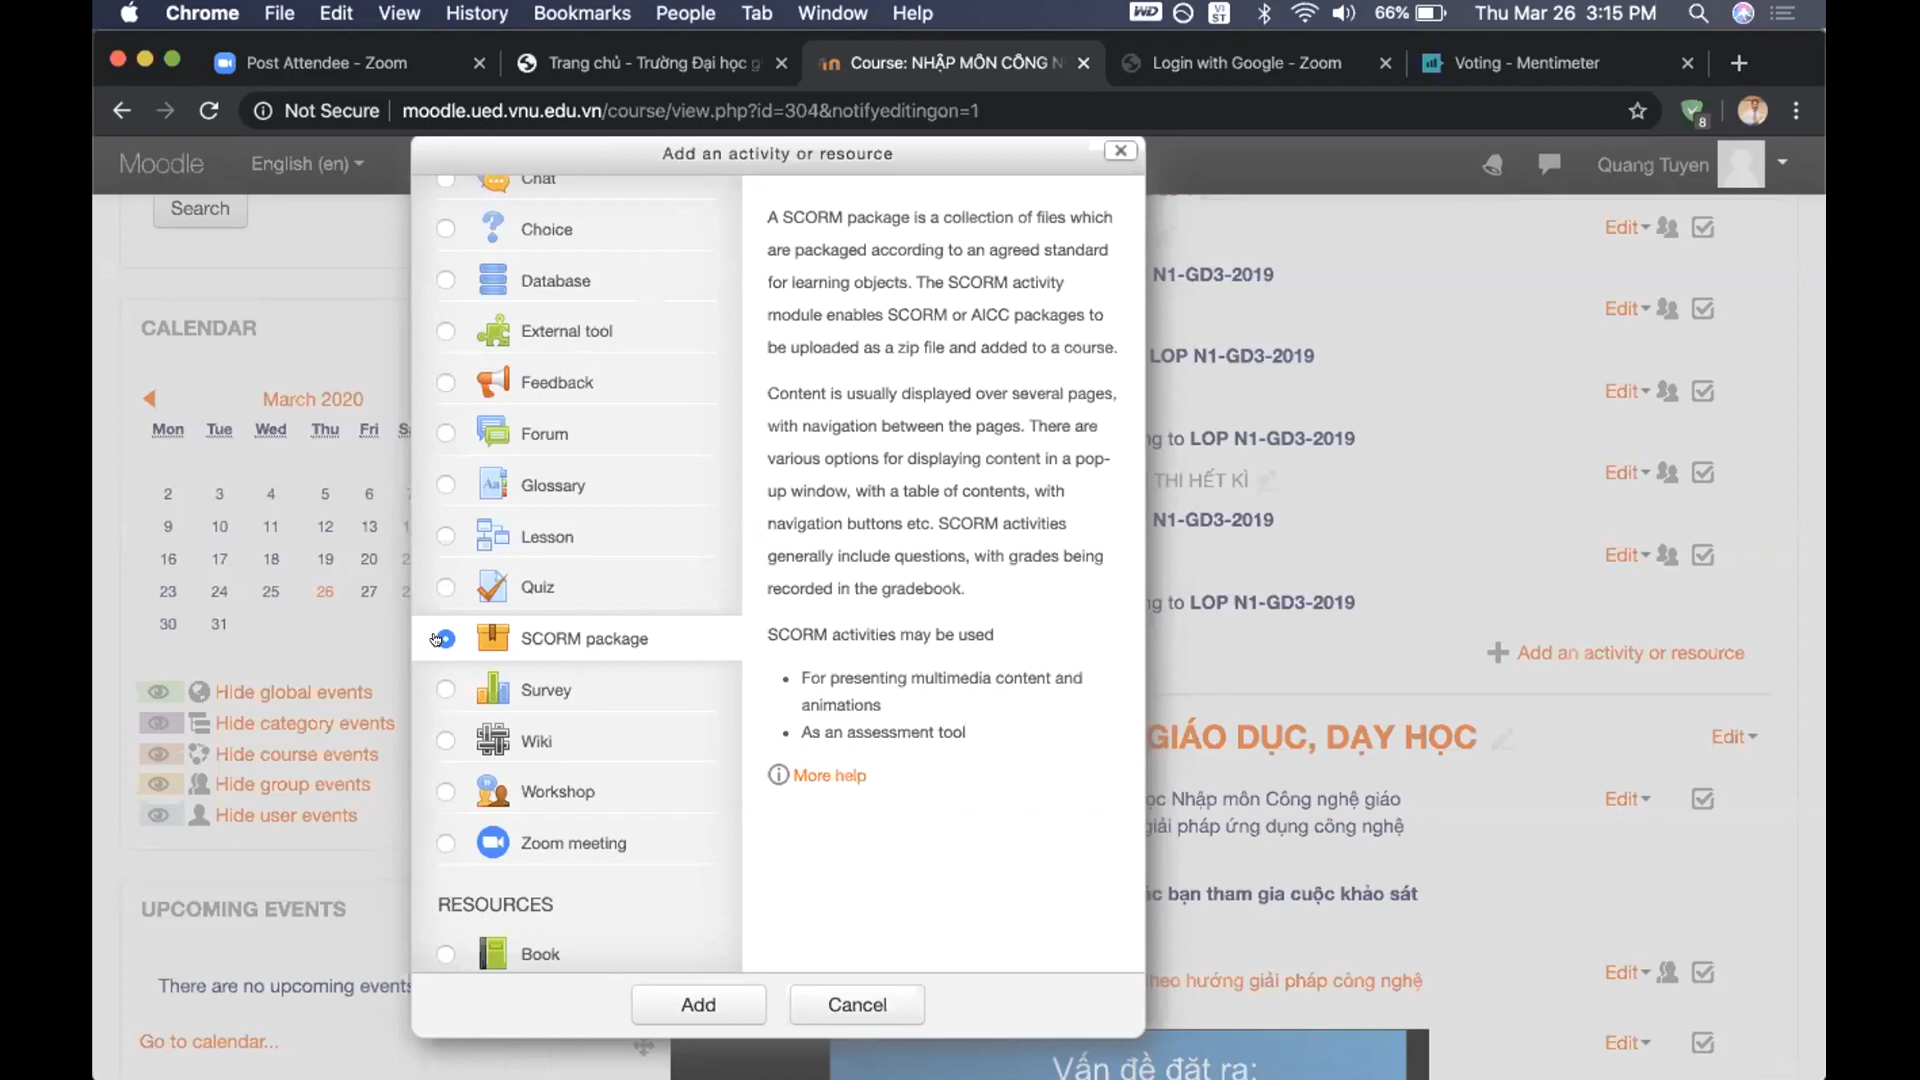 Chrome File Edit View History Bookmarks People Tab Window Help WD VI ST 66% Thu Mar 26 3:15 PM
Post Attendee - Zoom
Trang chủ - Trường Đại học g
Course: NHẬP MÔN CÔNG N
Login with Google - Zoom
Voting - Mentimeter
Not Secure moodle.ued.vnu.edu.vn/course/view.php?id=304&notifyeditingon=1
8
Moodle English (en)
Quang Tuyen
Search
CALENDAR
March 2020
Mon Tue Wed Thu Fri
2 3 4 5 6
9 10 11 12 13
16 17 18 19 20
23 24 25 26 27
30 31
Hide global events
Hide category events
Hide course events
Hide group events
Hide user events
UPCOMING EVENTS
There are no upcoming events
Go to calendar...
Add an activity or resource
Chat
Choice
Database
External tool
Feedback
Forum
Glossary
Lesson
Quiz
SCORM package
Survey
Wiki
Workshop
Zoom meeting
RESOURCES
Book
A SCORM package is a collection of files which
are packaged according to an agreed standard
for learning objects. The SCORM activity
module enables SCORM or AICC packages to
be uploaded as a zip file and added to a course.
Content is usually displayed over several pages,
with navigation between the pages. There are
various options for displaying content in a pop-
up window, with a table of contents, with
navigation buttons etc. SCORM activities
generally include questions, with grades being
recorded in the gradebook.
SCORM activities may be used
For presenting multimedia content and
animations
As an assessment tool
More help
Add Cancel
Edit
N1-GD3-2019
Edit
LOP N1-GD3-2019
Edit
ng to LOP N1-GD3-2019
Edit
THI HẾT KÌ
N1-GD3-2019
Edit
ng to LOP N1-GD3-2019
Add an activity or resource
GIÁO DỤC, DẠY HỌC Edit
ọc Nhập môn Công nghệ giáo Edit
giải pháp ứng dụng công nghệ
ác bạn tham gia cuộc khảo sát
Edit
heo hướng giải pháp công nghệ
Edit
Vấn đề đặt ra: